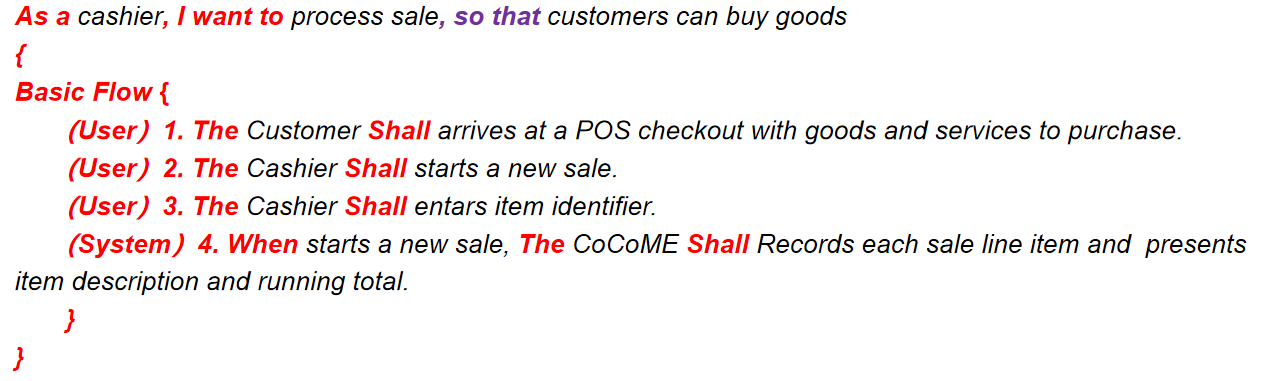 As a cashier, I want to process sale, so that customers can buy goods
{
Basic Flow {
(User）1. The Customer Shall arrives at a POS checkout with goods and services to purchase.
(User）2. The Cashier Shall starts a new sale.
(User）3. The Cashier Shall entars item identifier.
(System）4. When starts a new sale, The CoCoME Shall Records each sale line item and  presents
item description and running total.
}
}